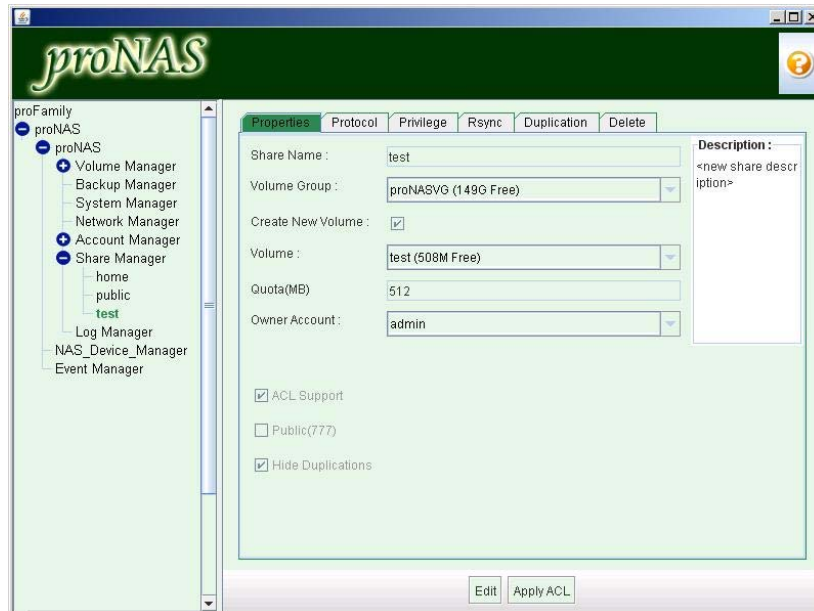 proNAS
proFamily
proNAS
proNAS
Volume Manager
Backup Manager
System Manager
Network Manager
Account Manager
Share Manager
home
public
test
Log Manager
NAS_Device_Manager
Event Manager
Properties Protocol Privilege Rsync Duplication Delete
Share Name : test
Volume Group : proNASVG (149G Free)
Create New Volume :
Volume : test (508M Free)
Quota(MB) 512
Owner Account : admin
ACL Support
Public(777)
Hide Duplications
Description :
<new share descr
iption>
Edit Apply ACL